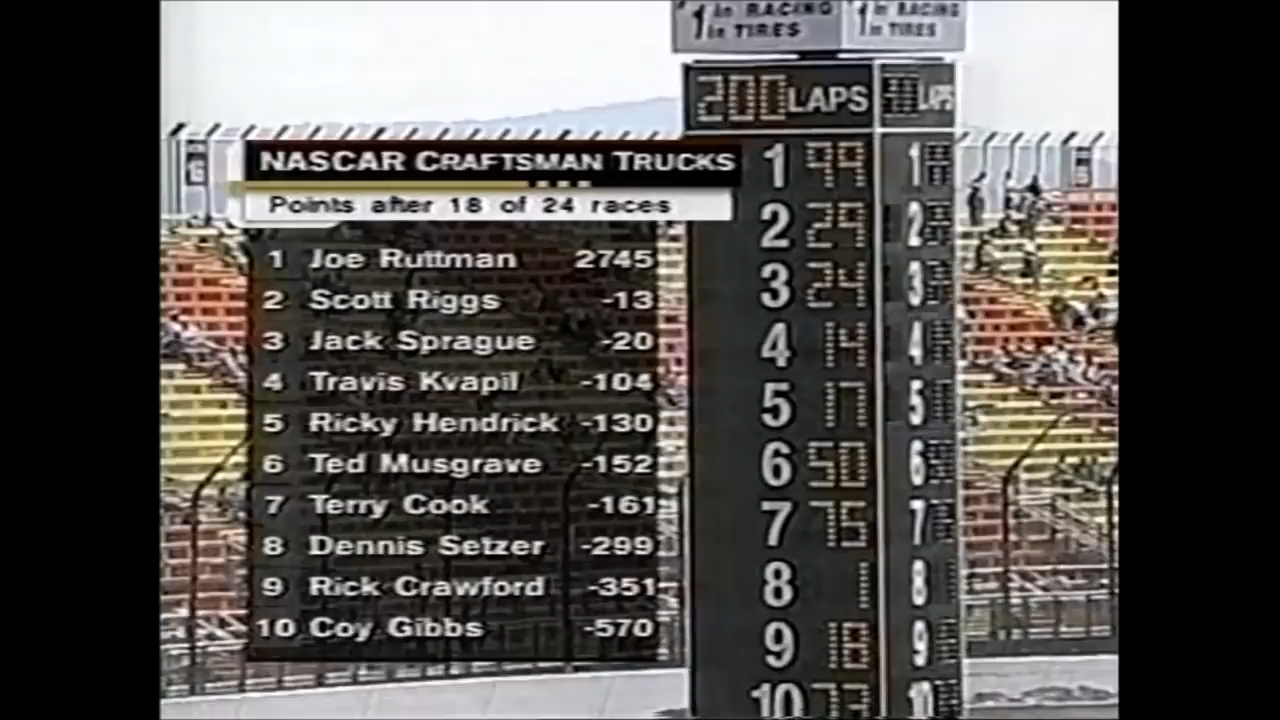 1 In RACING
In TIRES
1 In RACING
In TIRES
200 LAPS
LAPS
NASCAR CRAFTSMAN TRUCKS
Points after 18 of 24 races
1 Joe Ruttman 2745
2 Scott Riggs -13
3 Jack Sprague -20
4 Travis Kvapil -104
5 Ricky Hendrick -130
6 Ted Musgrave -152
7 Terry Cook -161
8 Dennis Setzer -299
9 Rick Crawford -351
10 Coy Gibbs -570
1 99
2 29
3 24
4 14
5 17
6 50
7 75
8 1
9 18
10 73
1
2
3
4
5
6
7
8
9
10